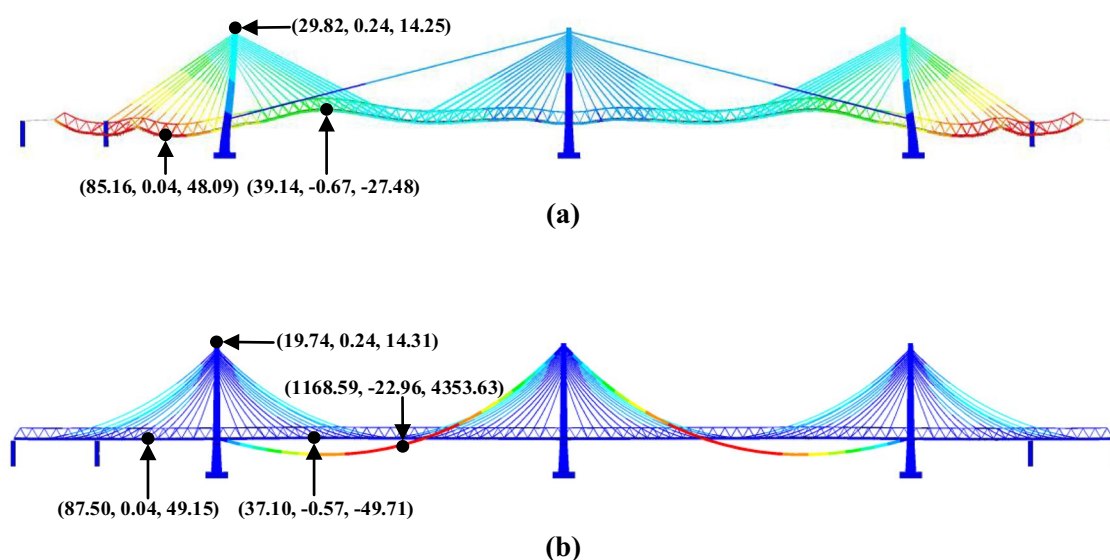 (29.82, 0.24, 14.25)
(85.16, 0.04, 48.09) (39.14, -0.67, -27.48)
(a)
(19.74, 0.24, 14.31)
(1168.59, -22.96, 4353.63)
(87.50, 0.04, 49.15) (37.10, -0.57, -49.71)
(b)